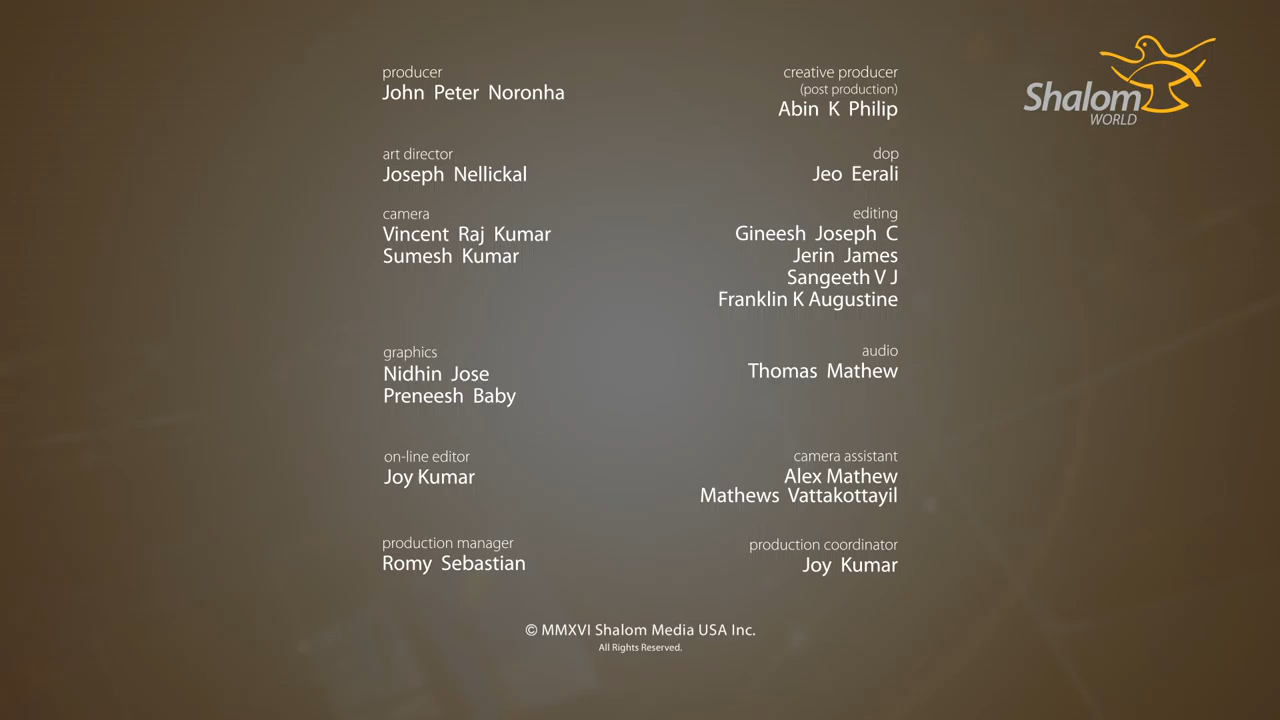 producer
John Peter Noronha
creative producer
(post production)
Abin K Philip
Shalom
WORLD
art director
Joseph Nellickal
dop
Jeo Eerali
camera
Vincent Raj Kumar
Sumesh Kumar
editing
Gineesh Joseph C
Jerin James
Sangeeth V J
Franklin K Augustine
graphics
Nidhin Jose
Preneesh Baby
audio
Thomas Mathew
on-line editor
Joy Kumar
camera assistant
Alex Mathew
Mathews Vattakottayil
production manager
Romy Sebastian
production coordinator
Joy Kumar
© MMXVI Shalom Media USA Inc.
All Rights Reserved.